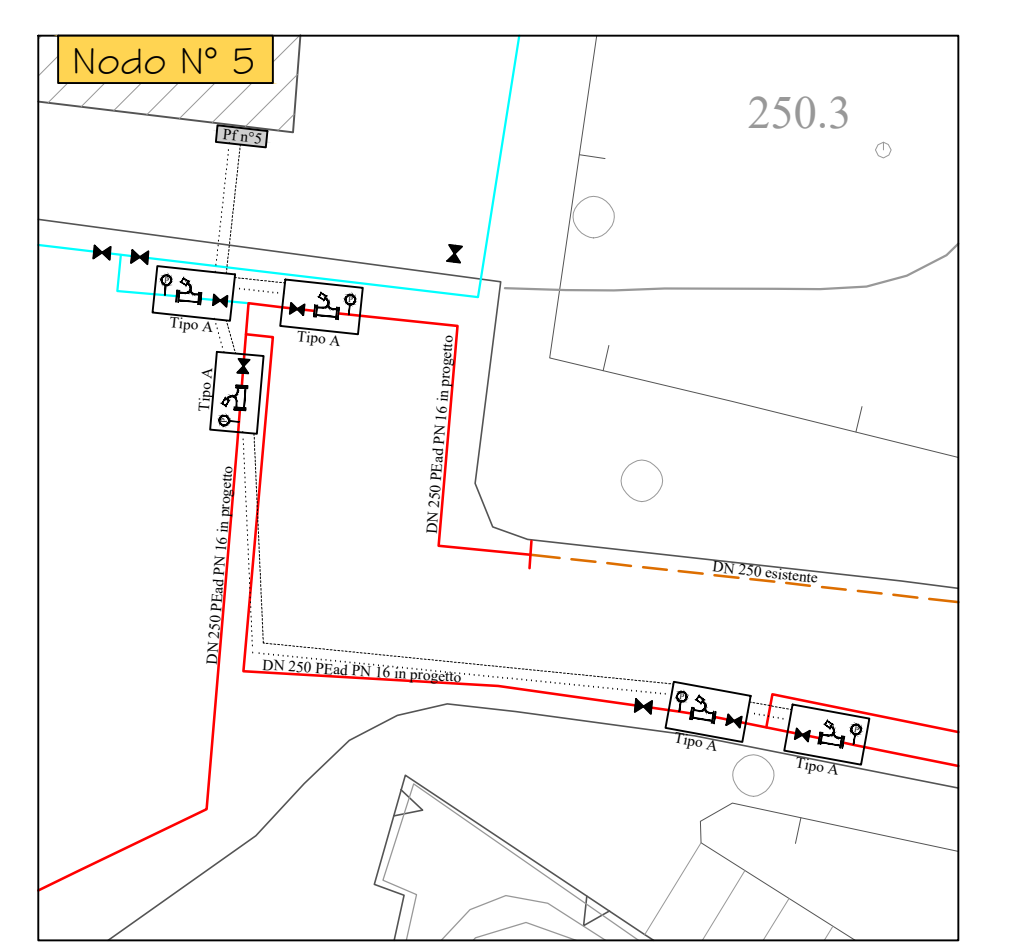 Nodo N° 5
250.3
Pf n°5
Tipo A
Tipo A
Tipo A
DN 250 PEad PN 16 in progetto
DN 250 PEad PN 16 in progetto
DN 250 esistente
DN 250 PEad PN 16 in progetto
Tipo A
Tipo A